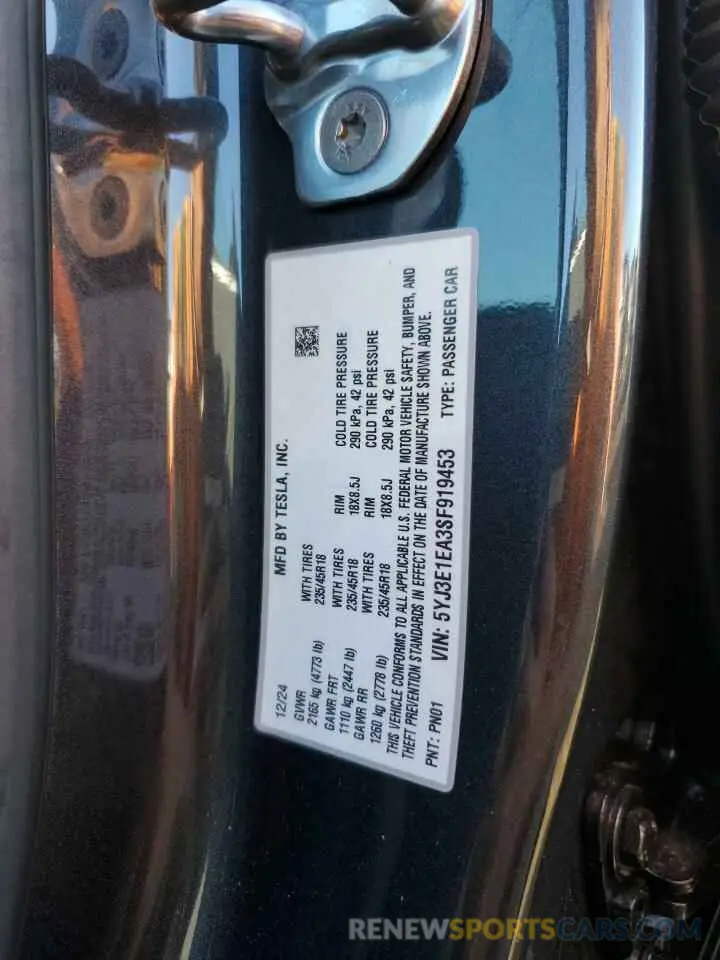 MFD BY TESLA, INC.
12/24
GVWR
2165 kg (4773 lb)
WITH TIRES
235/45R18
RIM
18X8.5J
COLD TIRE PRESSURE
290 kPa, 42 psi
GAWR FRT
1110 kg (2447 lb)
WITH TIRES
235/45R18
RIM
18X8.5J
COLD TIRE PRESSURE
290 kPa, 42 psi
GAWR RR
1260 kg (2778 lb)
WITH TIRES
235/45R18
THIS VEHICLE CONFORMS TO ALL APPLICABLE U.S. FEDERAL MOTOR VEHICLE SAFETY, BUMPER, AND
THEFT PREVENTION STANDARDS IN EFFECT ON THE DATE OF MANUFACTURE SHOWN ABOVE.
PNT: PN01 VIN: 5YJ3E1EA3SF919453 TYPE: PASSENGER CAR
RENEWSPORTSCARS.COM